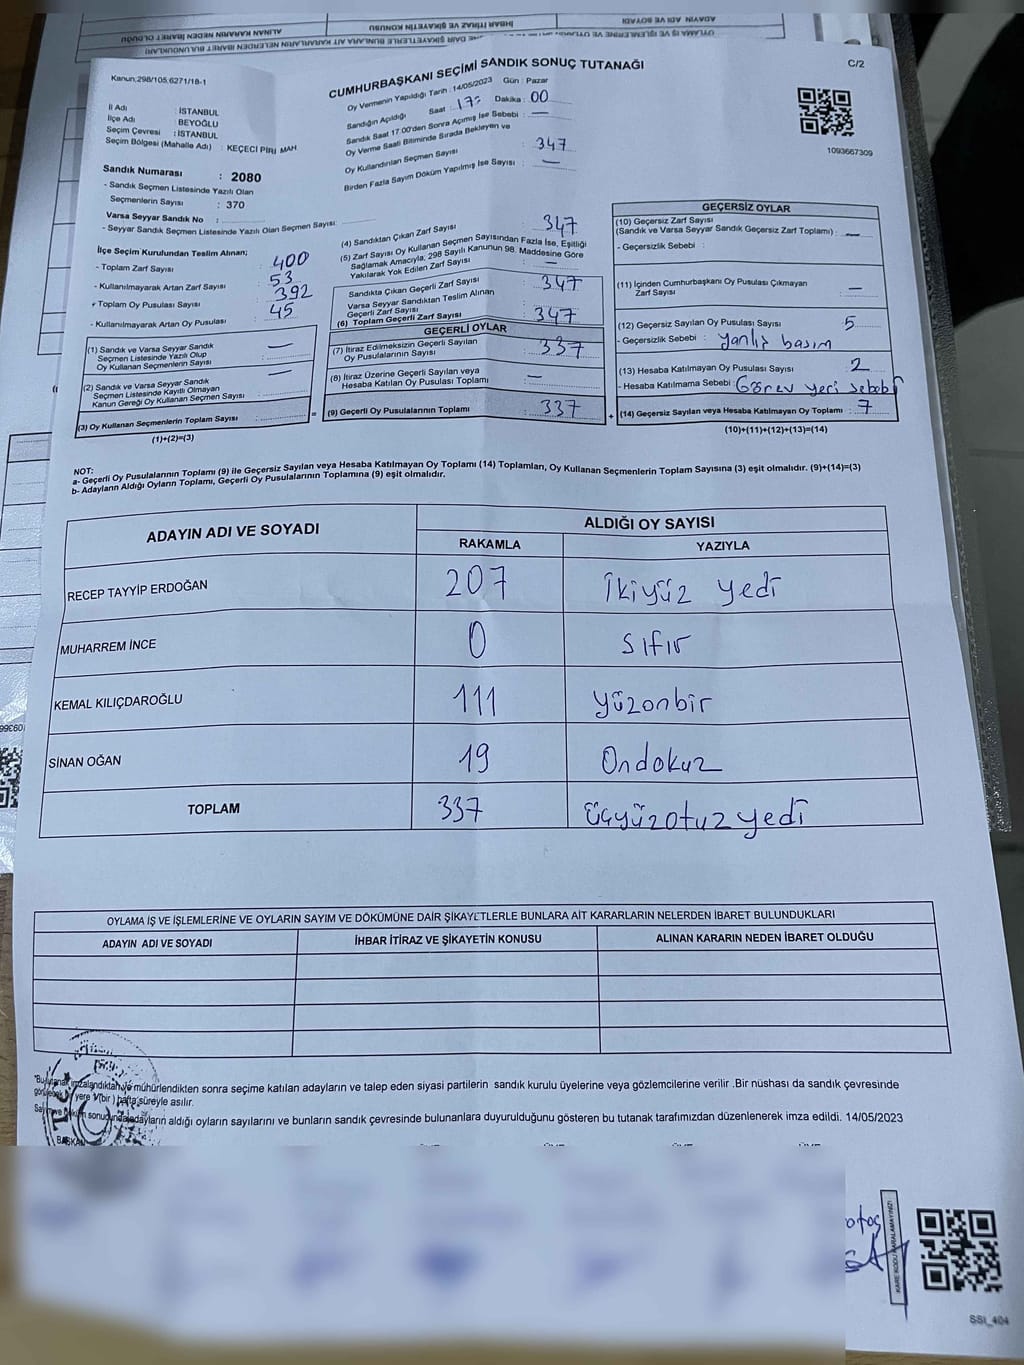 Kanun;298/105,6271/18-1
CUMHURBAŞKANI SEÇİMİ SANDIK SONUÇ TUTANAĞI
C/2
Oy Vermenin Yapıldığı Tarih : 14/05/2023 Gün : Pazar
Sandığın Açıldığı Saat : 17 Dakika : 00
Sandık Saat 17:00'den Sonra Açımış İse Sebebi : —
Oy Verme Saati Bitiminde Sırada Bekleyen ve
Oy Kullandırılan Seçmen Sayısı : 347
Birden Fazla Sayım Döküm Yapılmış İse Sayısı : —
1093667309
İl Adı : İSTANBUL
İlçe Adı : BEYOĞLU
Seçim Çevresi : İSTANBUL
Seçim Bölgesi (Mahalle Adı) : KEÇECİ PİRİ MAH
Sandık Numarası : 2080
- Sandık Seçmen Listesinde Yazılı Olan
Seçmenlerin Sayısı : 370
Varsa Seyyar Sandık No :
- Seyyar Sandık Seçmen Listesinde Yazılı Olan Seçmen Sayısı:
İlçe Seçim Kurulundan Teslim Alınan;
- Toplam Zarf Sayısı : 400
- Kullanılmayarak Artan Zarf Sayısı : 53
+ Toplam Oy Pusulası Sayısı : 392
- Kullanılmayarak Artan Oy Pusulası : 45
(1) Sandık ve Varsa Seyyar Sandık
Seçmen Listesinde Yazılı Olup
Oy Kullanan Seçmenlerin Sayısı : —
(2) Sandık ve Varsa Seyyar Sandık
Seçmen Listesinde Kayıtlı Olmayan
Kanun Gereği Oy Kullanan Seçmen Sayısı : —
(3) Oy Kullanan Seçmenlerin Toplam Sayısı :
(1)+(2)=(3)
(4) Sandıktan Çıkan Zarf Sayısı : 347
(5) Zarf Sayısı Oy Kullanan Seçmen Sayısından Fazla İse, Eşitliği
Sağlamak Amacıyla, 298 Sayılı Kanunun 98. Maddesine Göre
Yakılarak Yok Edilen Zarf Sayısı : —
Sandıkta Çıkan Geçerli Zarf Sayısı : 347
Varsa Seyyar Sandıktan Teslim Alınan
Geçerli Zarf Sayısı
(6) Toplam Geçerli Zarf Sayısı : 347
GEÇERLİ OYLAR
(7) İtiraz Edilmeksizin Geçerli Sayılan
Oy Pusulasının Sayısı : 337
(8) İtiraz Üzerine Geçerli Sayılan veya
Hesaba Katılan Oy Pusulası Toplamı : —
(9) Geçerli Oy Pusulalarının Toplamı : 337
GEÇERSİZ OYLAR
(10) Geçersiz Zarf Sayısı
(Sandık ve Varsa Seyyar Sandık Geçersiz Zarf Toplamı) : —
- Geçersizlik Sebebi :
(11) İçinden Cumhurbaşkanı Oy Pusulası Çıkmayan
Zarf Sayısı : —
(12) Geçersiz Sayılan Oy Pusulası Sayısı : 5
- Geçersizlik Sebebi : yanlış basım
(13) Hesaba Katılmayan Oy Pusulası Sayısı : 2
- Hesaba Katılmama Sebebi : Görev yeri sebebi
(14) Geçersiz Sayılan veya Hesaba Katılmayan Oy Toplamı : 7
(10)+(11)+(12)+(13)=(14)
NOT:
a- Geçerli Oy Pusulalarının Toplamı (9) ile Geçersiz Sayılan veya Hesaba Katılmayan Oy Toplamı (14) Toplamları, Oy Kullanan Seçmenlerin Toplam Sayısına (3) eşit olmalıdır. (9)+(14)=(3)
b- Adayların Aldığı Oyların Toplamı, Geçerli Oy Pusulalarının Toplamına (9) eşit olmalıdır.
ADAYIN ADI VE SOYADI ALDIĞI OY SAYISI
RAKAMLA YAZIYLA
RECEP TAYYİP ERDOĞAN 207 İkiyüz yedi
MUHARREM İNCE 0 Sıfır
KEMAL KILIÇDAROĞLU 111 yüzonbir
SİNAN OĞAN 19 Ondokuz
TOPLAM 337 üçyüzotuzyedi
OYLAMA İŞ VE İŞLEMLERİNE VE OYLARIN SAYIM VE DÖKÜMÜNE DAİR ŞİKAYETLERLE BUNLARA AİT KARARLARIN NELERDEN İBARET BULUNDUKLARI
ADAYIN ADI VE SOYADI İHBAR İTİRAZ VE ŞİKAYETİN KONUSU ALINAN KARARIN NEDEN İBARET OLDUĞU
mühürlendikten sonra seçime katılan adayların ve talep eden siyasi partilerin sandık kurulu üyelerine veya gözlemcilerine verilir .Bir nüshası da sandık çevresinde
yere 1(bir ) hafta süreyle asılır.
adayların aldığı oyların sayılarını ve bunların sandık çevresinde bulunanlara duyurulduğunu gösteren bu tutanak tarafımızdan düzenlenerek imza edildi. 14/05/2023
BAŞKAN
KARE KODU KARALAMAYINIZ!
SSI_404